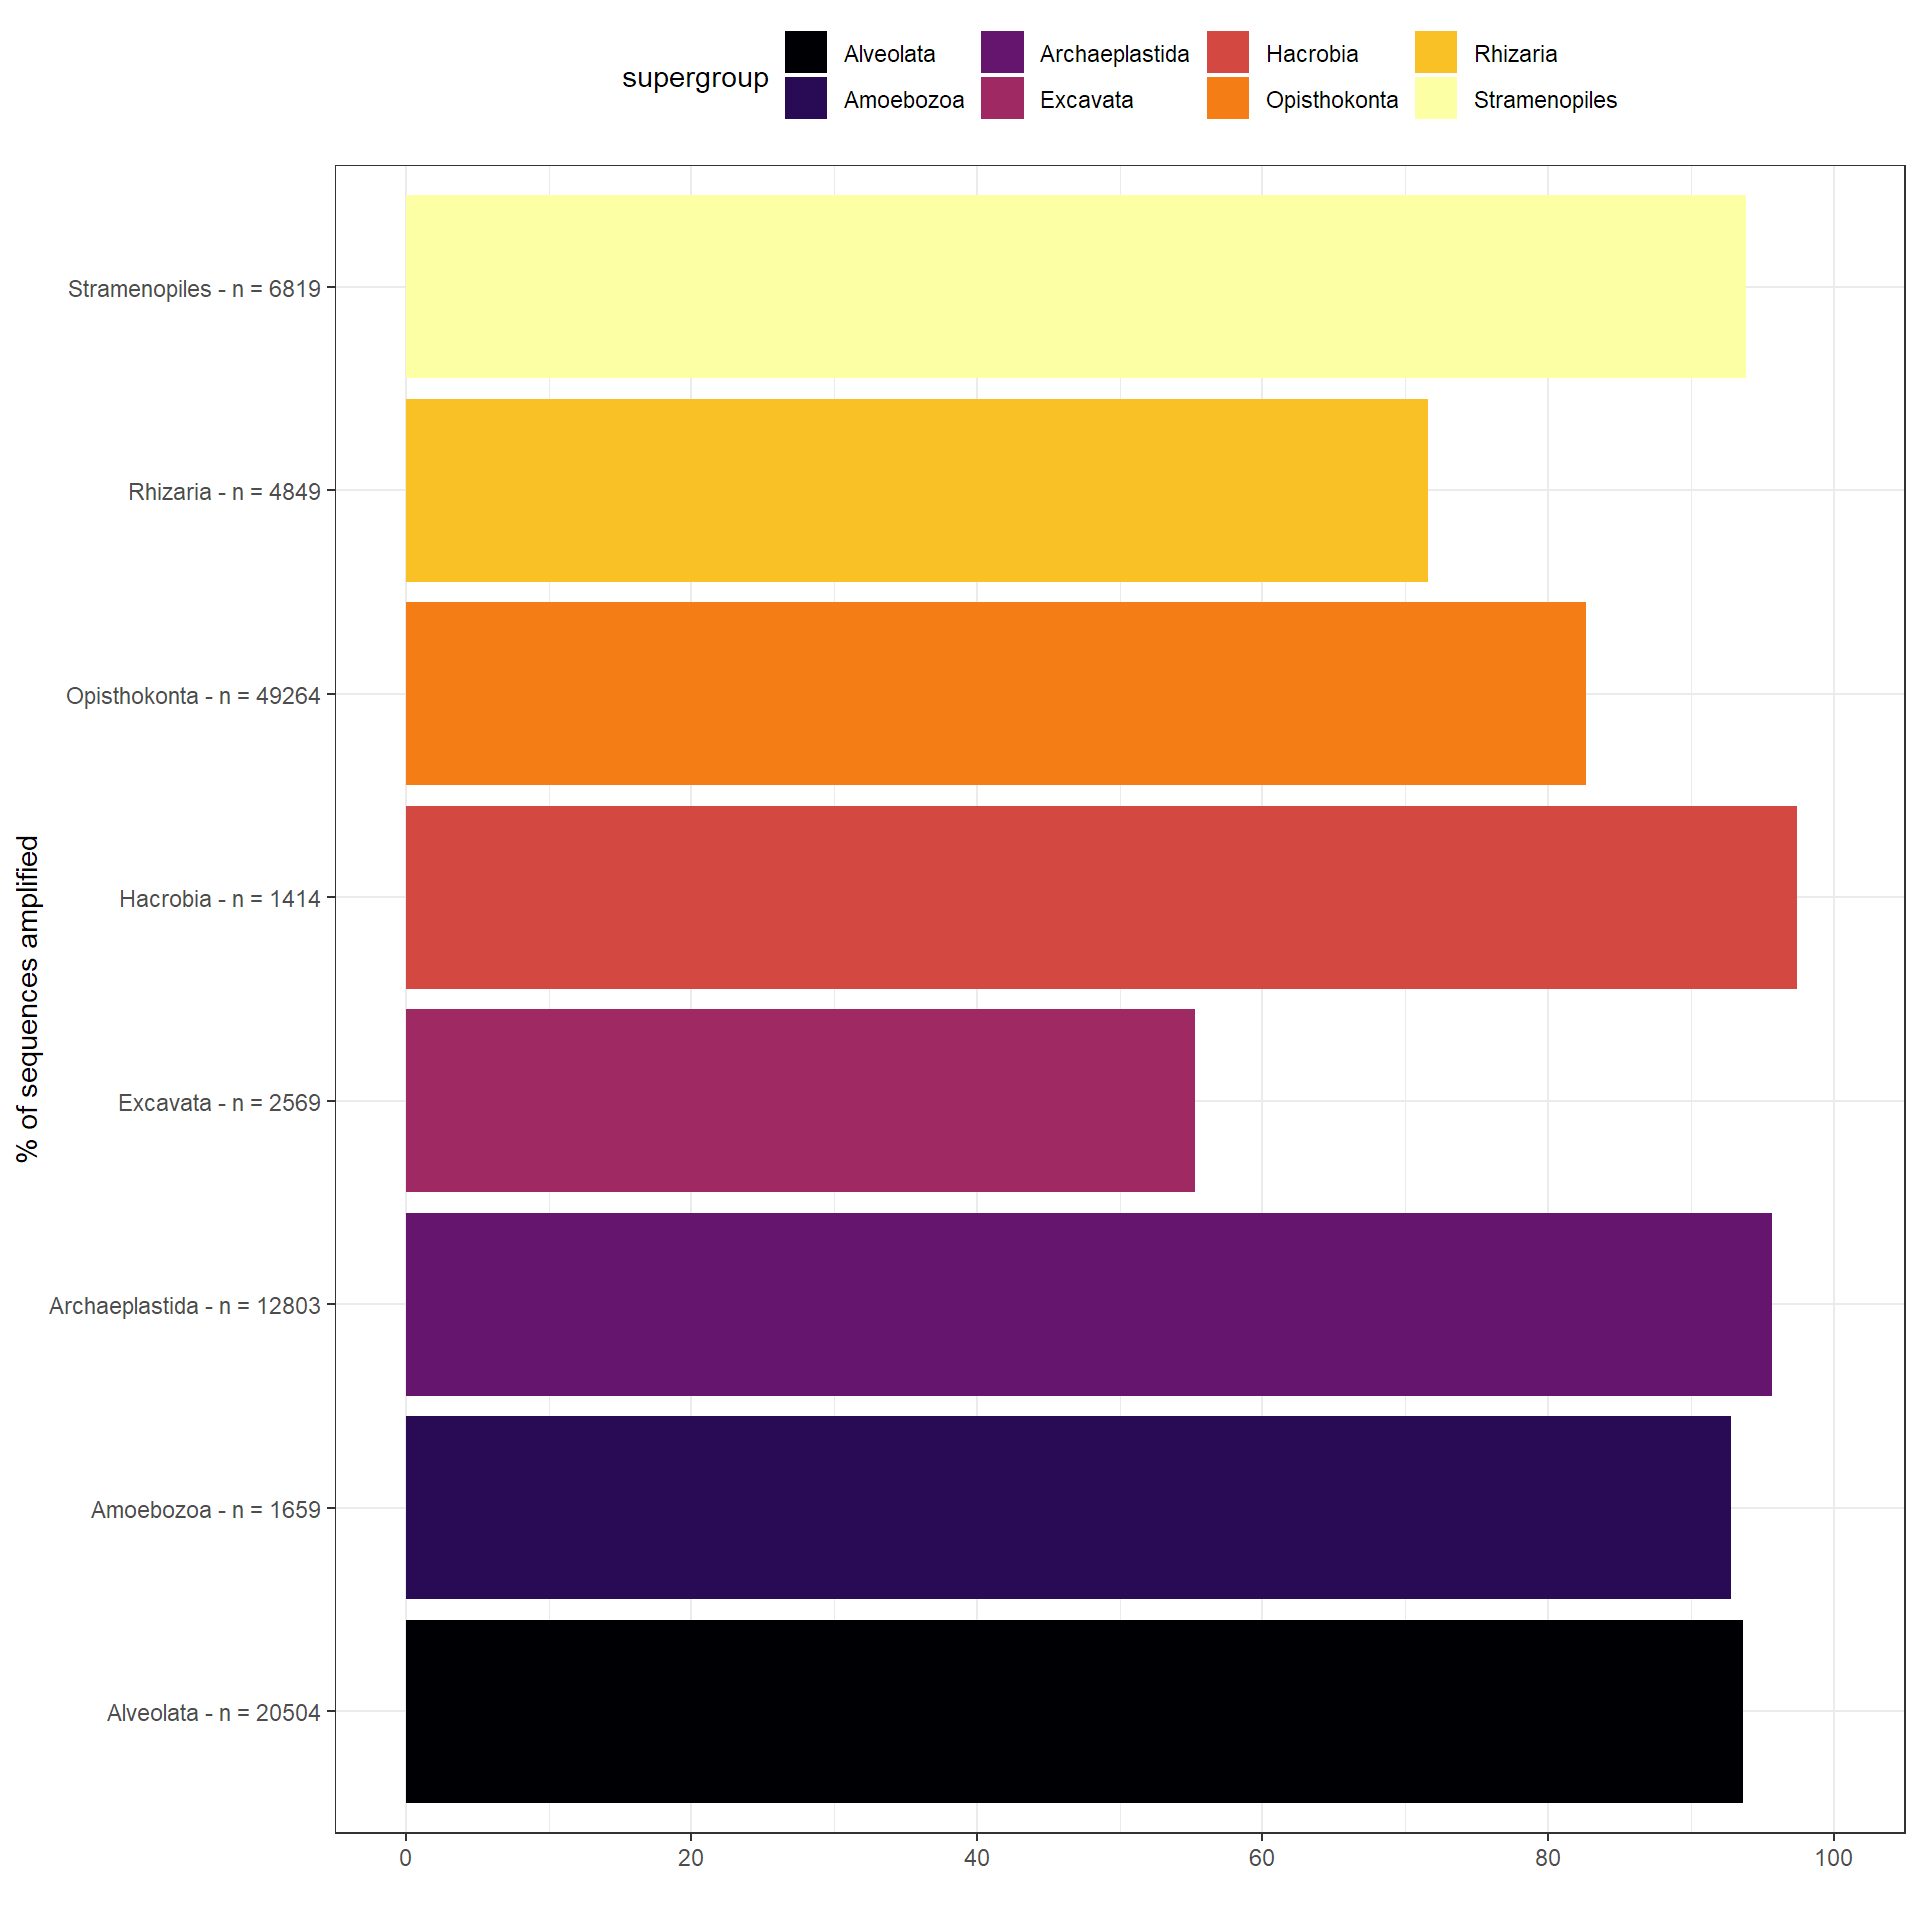 supergroup
Alveolata
Amoebozoa
Archaeplastida
Excavata
Hacrobia
Opisthokonta
Rhizaria
Stramenopiles
% of sequences amplified
Stramenopiles - n = 6819
Rhizaria - n = 4849
Opisthokonta - n = 49264
Hacrobia - n = 1414
Excavata - n = 2569
Archaeplastida - n = 12803
Amoebozoa - n = 1659
Alveolata - n = 20504
0 20 40 60 80 100